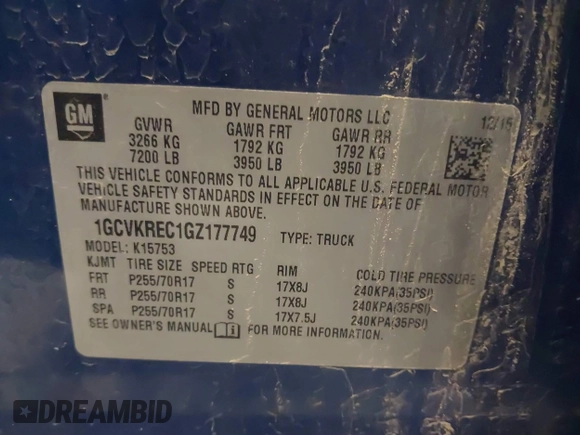 GM
MFD BY GENERAL MOTORS LLC
12/15
GVWR GAWR FRT GAWR RR
3266 KG 1792 KG 1792 KG
7200 LB 3950 LB 3950 LB
THIS VEHICLE CONFORMS TO ALL APPLICABLE U.S. FEDERAL MOTOR
VEHICLE SAFETY STANDARDS IN EFFECT ON THE DATE OF
MANUFACTURE SHOWN ABOVE.
1GCVKREC1GZ177749 TYPE: TRUCK
MODEL: K15753
KJMT TIRE SIZE SPEED RTG RIM COLD TIRE PRESSURE
FRT P255/70R17 S 17X8J 240KPA(35PSI)
RR P255/70R17 S 17X8J 240KPA(35PSI)
SPA P255/70R17 S 17X7.5J 240KPA(35PSI)
SEE OWNER'S MANUAL FOR MORE INFORMATION.
DREAMBID